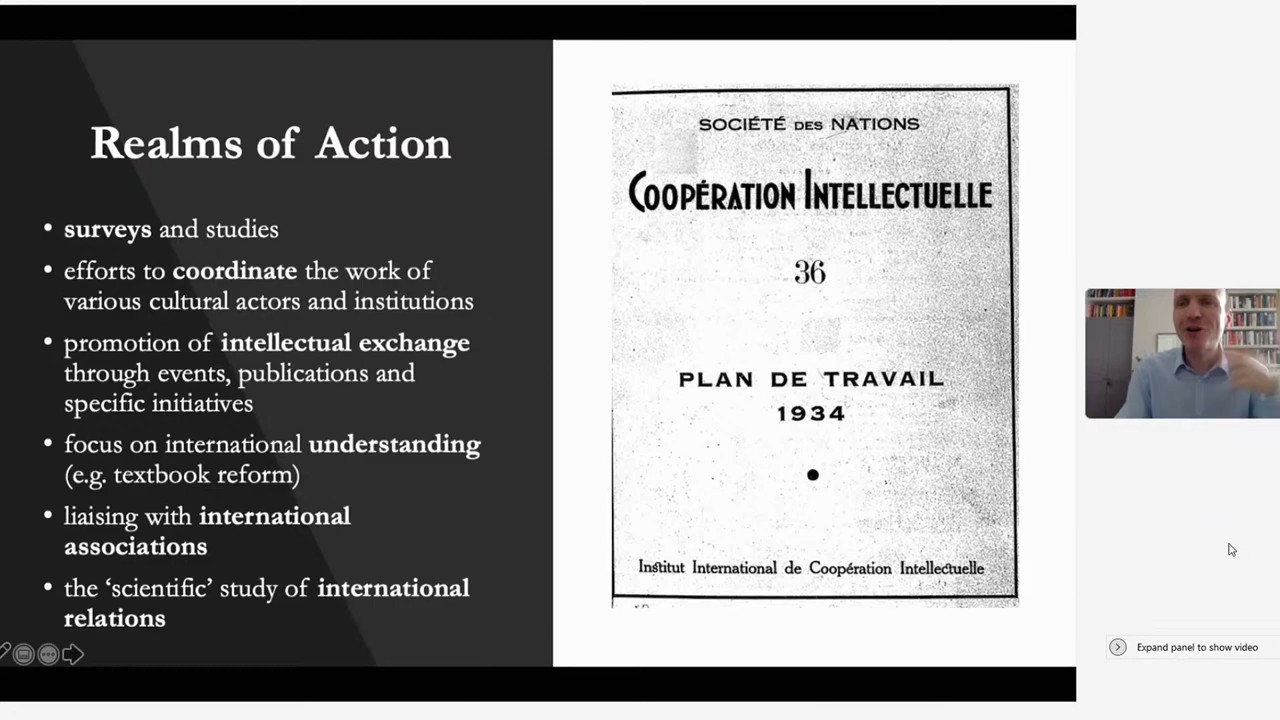 Realms of Action
• surveys and studies
• efforts to coordinate the work of
various cultural actors and institutions
• promotion of intellectual exchange
through events, publications and
specific initiatives
• focus on international understanding
(e.g. textbook reform)
• liaising with international
associations
• the ‘scientific’ study of international
relations
SOCIÉTÉ DES NATIONS
COOPÉRATION INTELLECTUELLE
36
PLAN DE TRAVAIL
1934
Institut International de Coopération Intellectuelle
Expand panel to show video